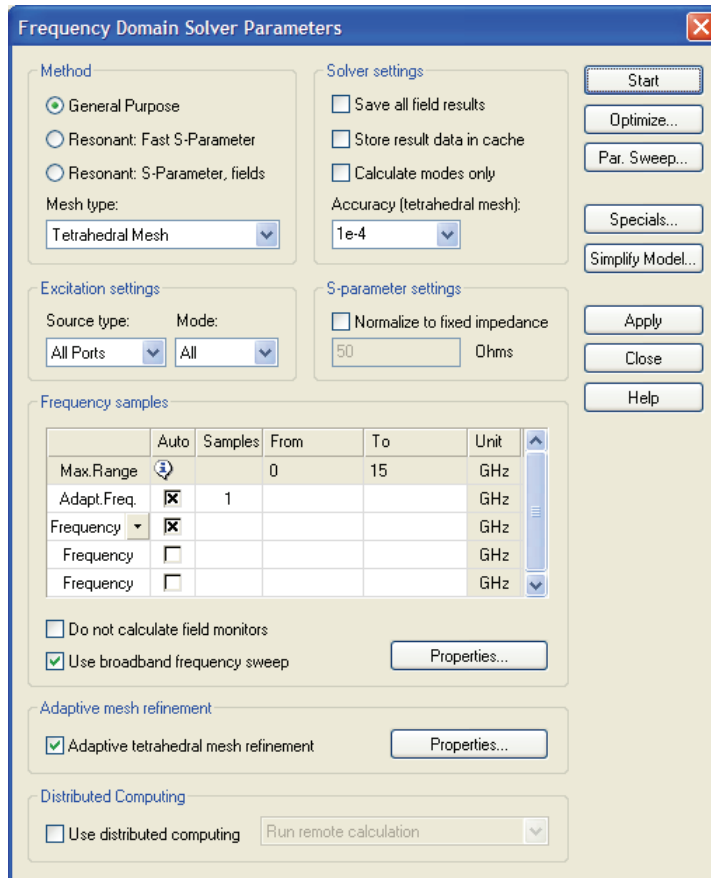 Frequency Domain Solver Parameters
Method
General Purpose
Resonant: Fast S-Parameter
Resonant: S-Parameter, fields
Mesh type:
Tetrahedral Mesh
Solver settings
Save all field results
Store result data in cache
Calculate modes only
Accuracy (tetrahedral mesh):
1e-4
Start
Optimize...
Par. Sweep...
Specials...
Simplify Model...
Apply
Close
Help
Excitation settings
Source type: Mode:
All Ports All
S-parameter settings
Normalize to fixed impedance
50 Ohms
Frequency samples
Auto Samples From To Unit
Max.Range 0 15 GHz
Adapt.Freq. 1 GHz
Frequency GHz
Frequency GHz
Frequency GHz
Do not calculate field monitors
Use broadband frequency sweep
Properties...
Adaptive mesh refinement
Adaptive tetrahedral mesh refinement
Properties...
Distributed Computing
Use distributed computing
Run remote calculation